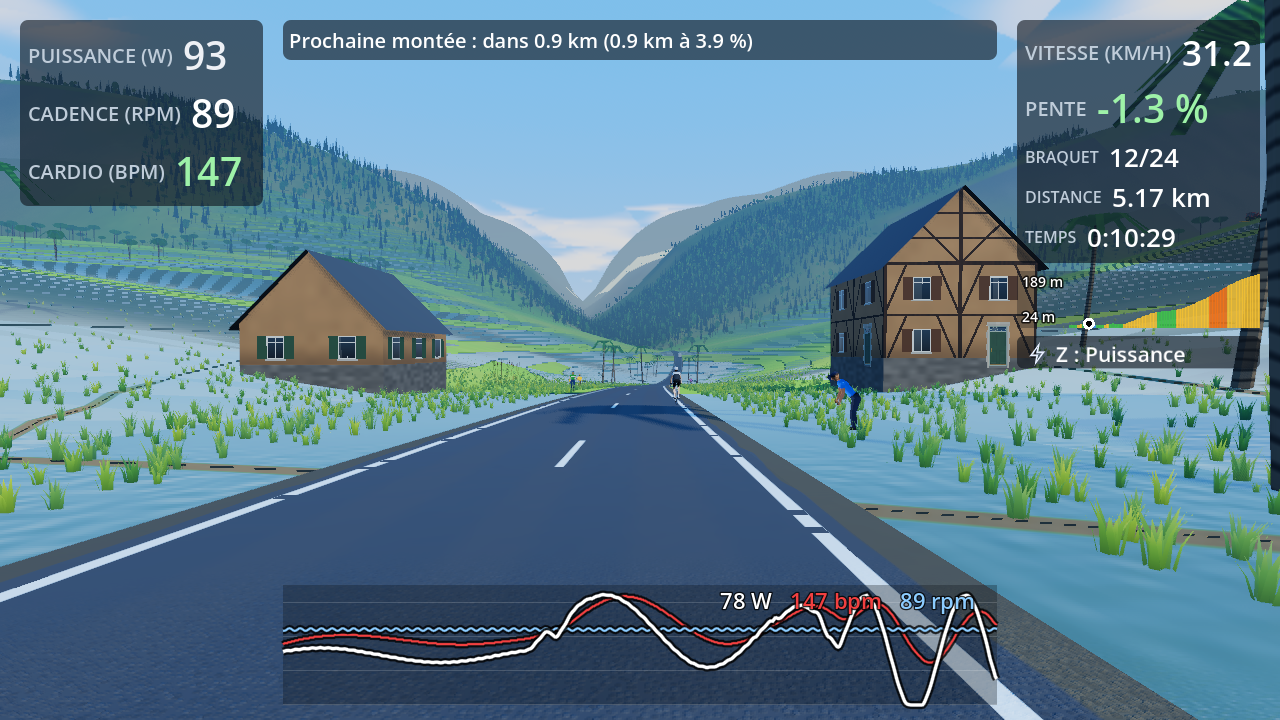 PUISSANCE (W) 93
CADENCE (RPM) 89
CARDIO (BPM) 147
Prochaine montée : dans 0.9 km (0.9 km à 3.9 %)
VITESSE (KM/H) 31.2
PENTE -1.3 %
BRAQUET 12/24
DISTANCE 5.17 km
TEMPS 0:10:29
189 m
24 m
Z : Puissance
78 W 147 bpm 89 rpm